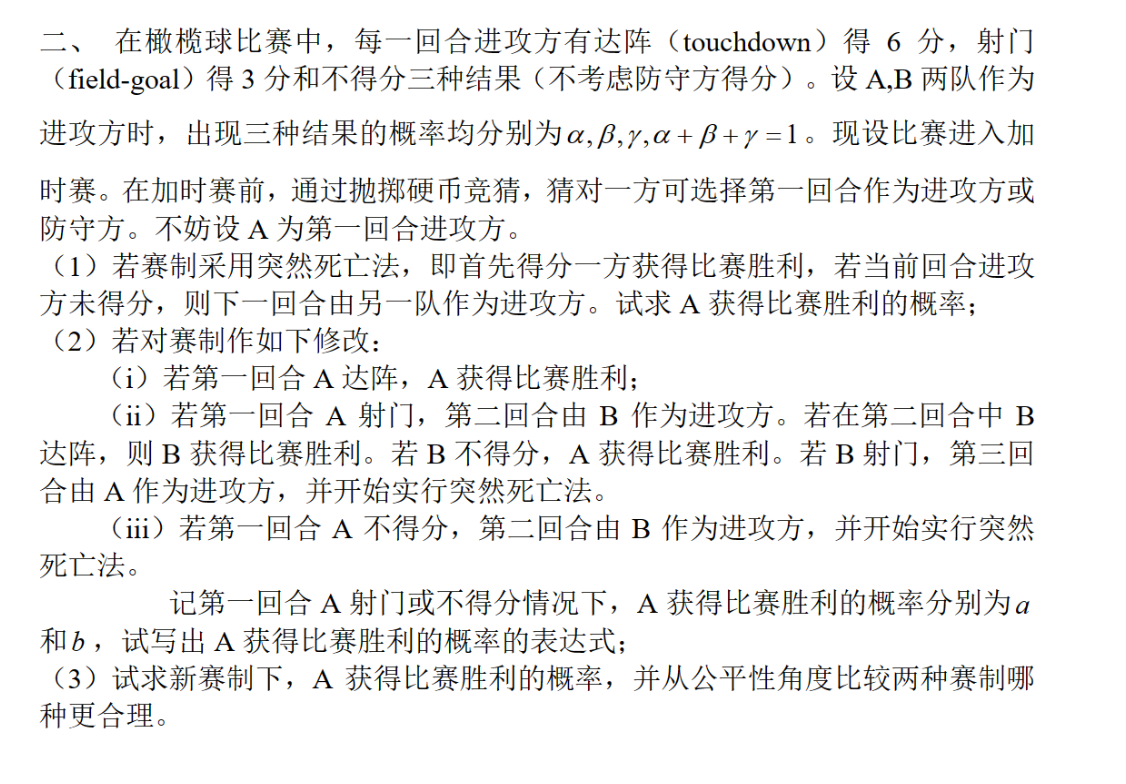 二、 在橄榄球比赛中，每一回合进攻方有达阵（touchdown）得 6 分，射门
（field-goal）得 3 分和不得分三种结果（不考虑防守方得分）。设 A,B 两队作为
进攻方时，出现三种结果的概率均分别为α,β,γ,α+β+γ=1。现设比赛进入加
时赛。在加时赛前，通过抛掷硬币竞猜，猜对一方可选择第一回合作为进攻方或
防守方。不妨设 A 为第一回合进攻方。
（1）若赛制采用突然死亡法，即首先得分一方获得比赛胜利，若当前回合进攻
方未得分，则下一回合由另一队作为进攻方。试求 A 获得比赛胜利的概率；
（2）若对赛制作如下修改：
（i）若第一回合 A 达阵，A 获得比赛胜利；
（ii）若第一回合 A 射门，第二回合由 B 作为进攻方。若在第二回合中 B
达阵，则 B 获得比赛胜利。若 B 不得分，A 获得比赛胜利。若 B 射门，第三回
合由 A 作为进攻方，并开始实行突然死亡法。
（iii）若第一回合 A 不得分，第二回合由 B 作为进攻方，并开始实行突然
死亡法。
记第一回合 A 射门或不得分情况下，A 获得比赛胜利的概率分别为a
和b，试写出 A 获得比赛胜利的概率的表达式；
（3）试求新赛制下，A 获得比赛胜利的概率，并从公平性角度比较两种赛制哪
种更合理。